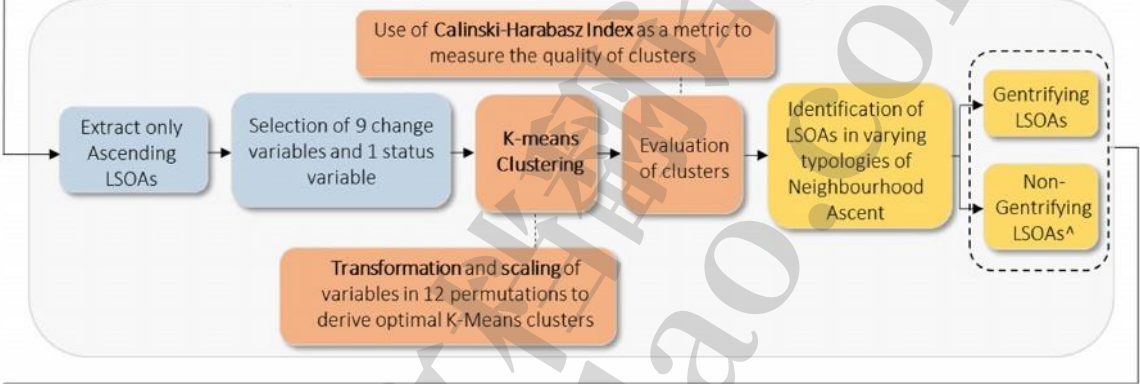 Use of Calinski-Harabasz Index as a metric to
measure the quality of clusters
Extract only
Ascending
LSOAs
Selection of 9 change
variables and 1 status
variable
K-means
Clustering
Evaluation
of clusters
Identification of
LSOAs in varying
typologies of
Neighbourhood
Ascent
Gentrifying
LSOAs
Non-
Gentrifying
LSOAs^
Transformation and scaling of
variables in 12 permutations to
derive optimal K-Means clusters